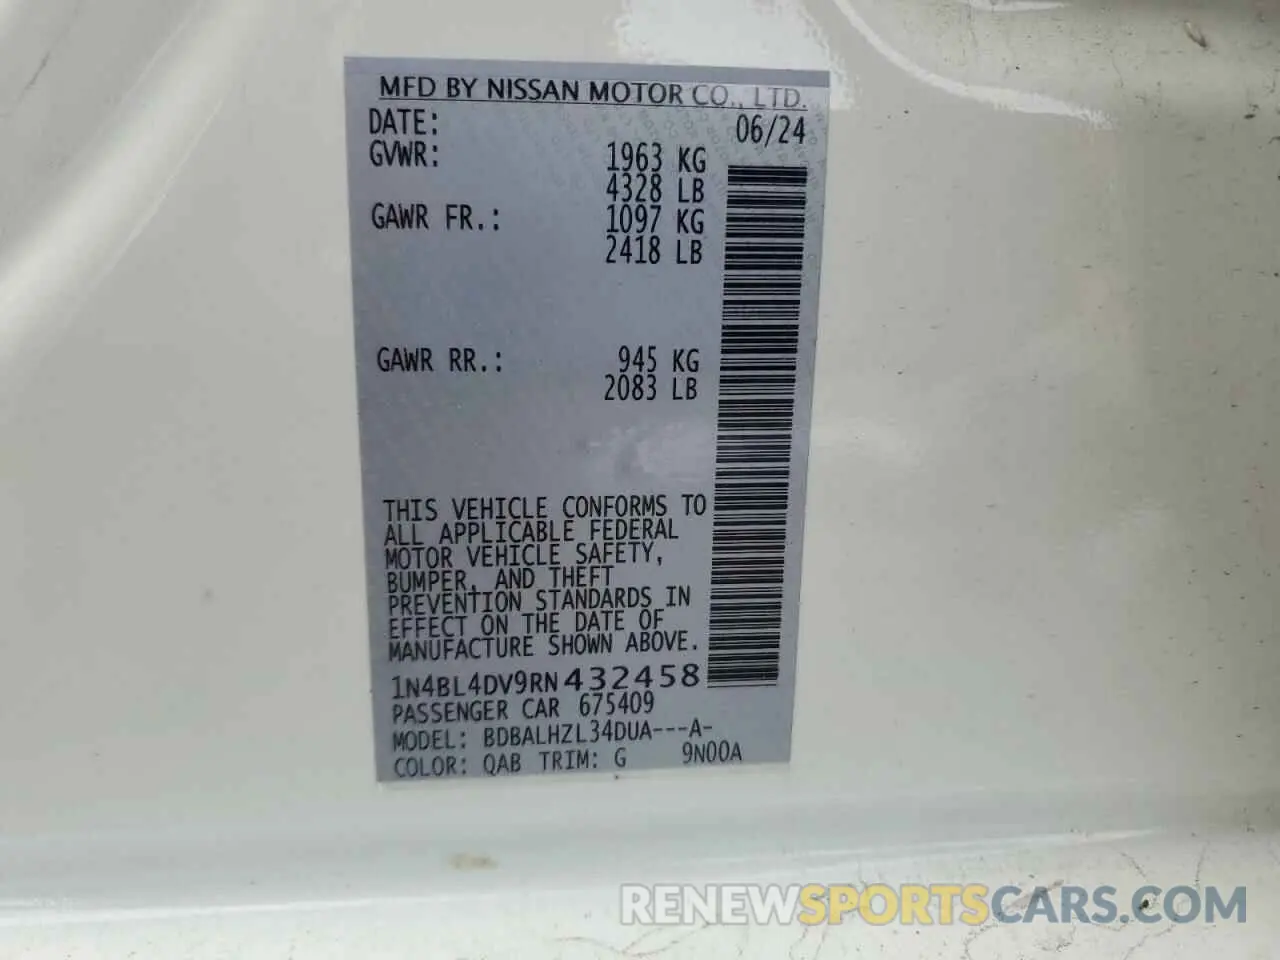 MFD BY NISSAN MOTOR CO., LTD.
DATE: 06/24
GVWR: 1963 KG
4328 LB
GAWR FR.: 1097 KG
2418 LB
GAWR RR.: 945 KG
2083 LB
THIS VEHICLE CONFORMS TO
ALL APPLICABLE FEDERAL
MOTOR VEHICLE SAFETY,
BUMPER, AND THEFT
PREVENTION STANDARDS IN
EFFECT ON THE DATE OF
MANUFACTURE SHOWN ABOVE.
1N4BL4DV9RN432458
PASSENGER CAR 675409
MODEL: BDBALHZL34DUA---A-
COLOR: QAB TRIM: G 9N00A
RENEWSPORTSCARS.COM